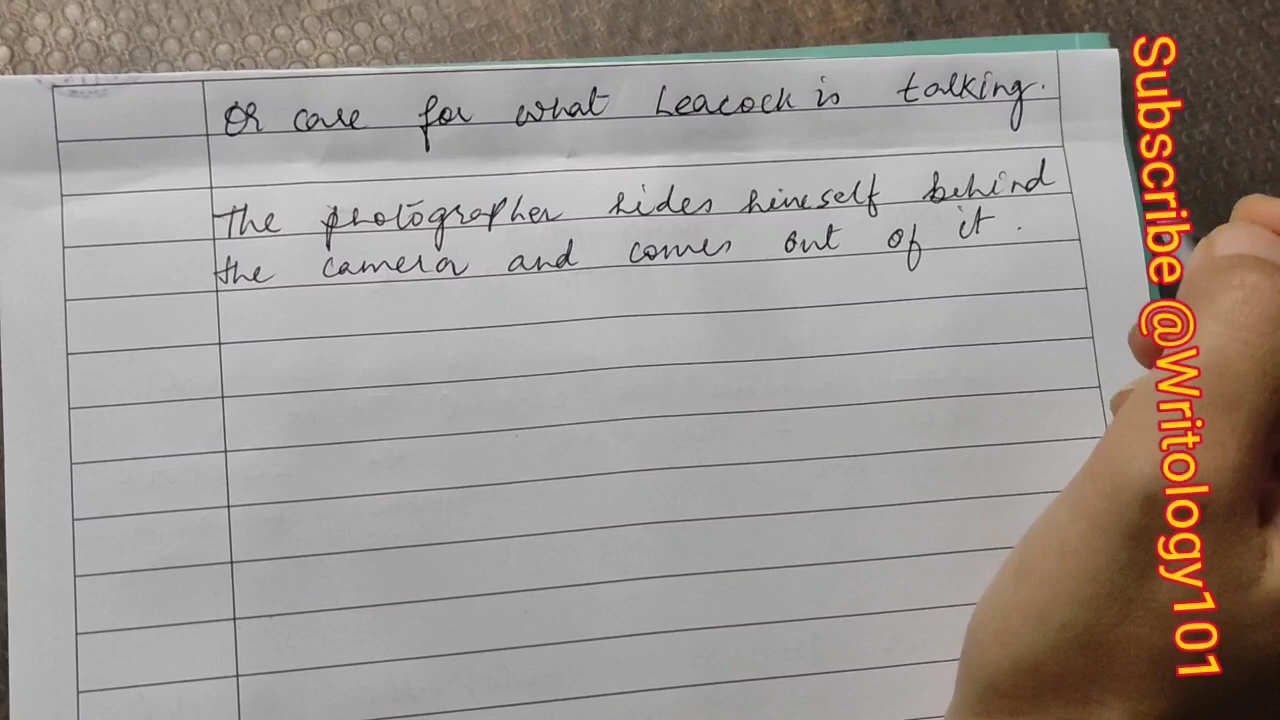 or care for what Leacock is talking.
The photographer hides himself behind
the camera and comes out of it.
Subscribe @Writology101